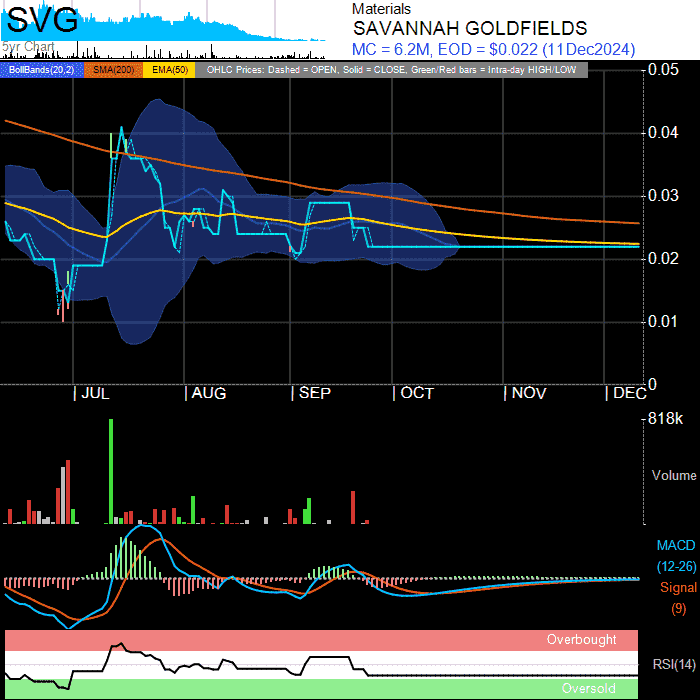 SVG
5yr Chart
Materials
SAVANNAH GOLDFIELDS
MC = 6.2M, EOD = $0.022 (11Dec2024)
BollBands(20,2) SMA(200) EMA(50) OHLC Prices: Dashed = OPEN, Solid = CLOSE, Green/Red bars = Intra-day HIGH/LOW
0.05
0.04
0.03
0.02
0.01
0
| JUL | AUG | SEP | OCT | NOV | DEC
818k
Volume
MACD
(12-26)
Signal
(9)
Overbought
RSI(14)
Oversold